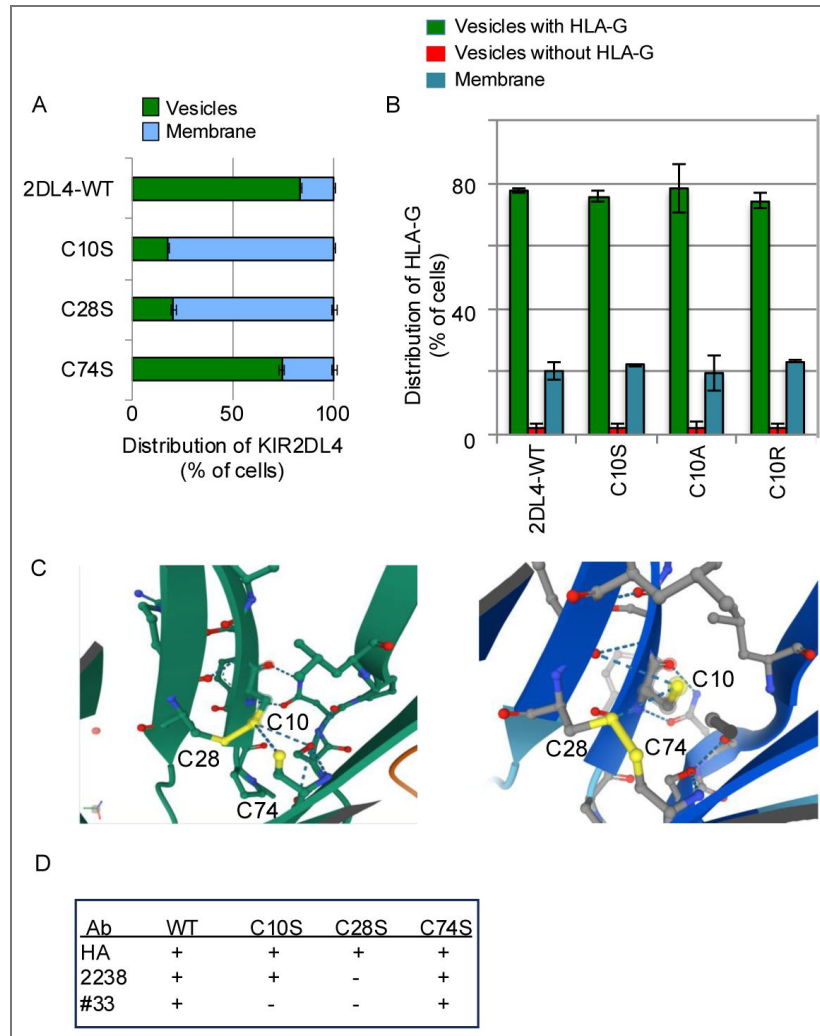 Vesicles with HLA-G
Vesicles without HLA-G
Membrane
A
Vesicles
Membrane
2DL4-WT
C10S
C28S
C74S
0 50 100
Distribution of KIR2DL4
(% of cells)
B
Distribution of HLA-G
(% of cells)
80
40
0
2DL4-WT
C10S
C10A
C10R
C
C10
C28
C74
C10
C28
C74
D
Ab WT C10S C28S C74S
HA + + + +
2238 + + - +
#33 + - - +